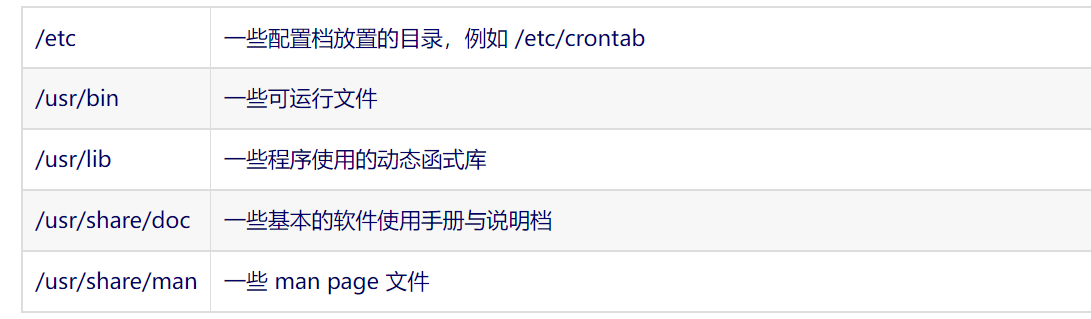 /etc 一些配置档放置的目录，例如 /etc/crontab
/usr/bin 一些可运行文件
/usr/lib 一些程序使用的动态函式库
/usr/share/doc 一些基本的软件使用手册与说明档
/usr/share/man 一些 man page 文件